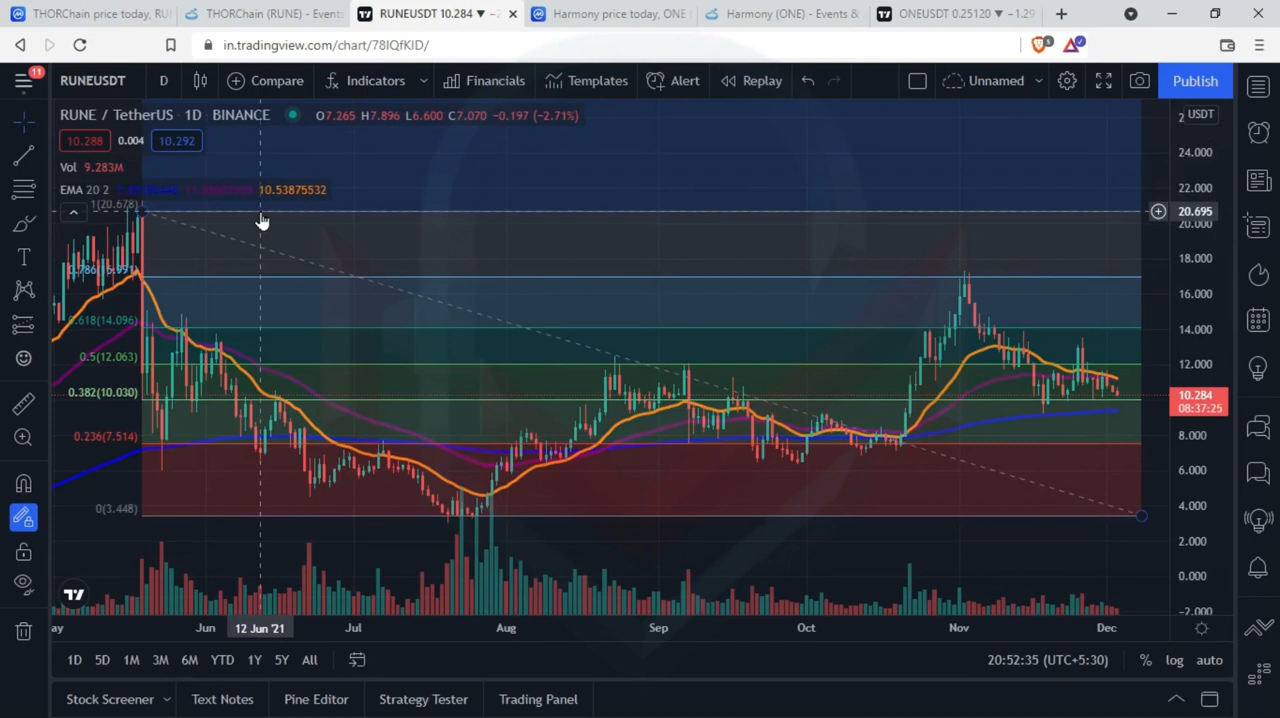 THORChain price today, RU
THORChain (RUNE) - Events
RUNEUSDT 10.284 ▼ −2
Harmony price today, ONE
Harmony (ONE) - Events &
ONEUSDT 0.25120 ▼ −1.29
in.tradingview.com/chart/78IQfKID/
11
RUNEUSDT D Compare Indicators Financials Templates Alert Replay Unnamed Publish
RUNE / TetherUS · 1D · BINANCE O7.265 H7.896 L6.600 C7.070 −0.197 (−2.71%)
USDT
10.288 0.004 10.292
Vol 9.283M
EMA 20 2 10.53875532
1(20.678)
0.618(14.096)
0.5(12.063)
0.382(10.030)
0.236(7.514)
0(3.448)
24.000
22.000
20.695
20.000
18.000
16.000
14.000
12.000
10.284
08:37:25
8.000
6.000
4.000
2.000
0.000
−2.000
Jun 12 Jun '21 Jul Aug Sep Oct Nov Dec
1D 5D 1M 3M 6M YTD 1Y 5Y All 20:52:35 (UTC+5:30) % log auto
Stock Screener Text Notes Pine Editor Strategy Tester Trading Panel